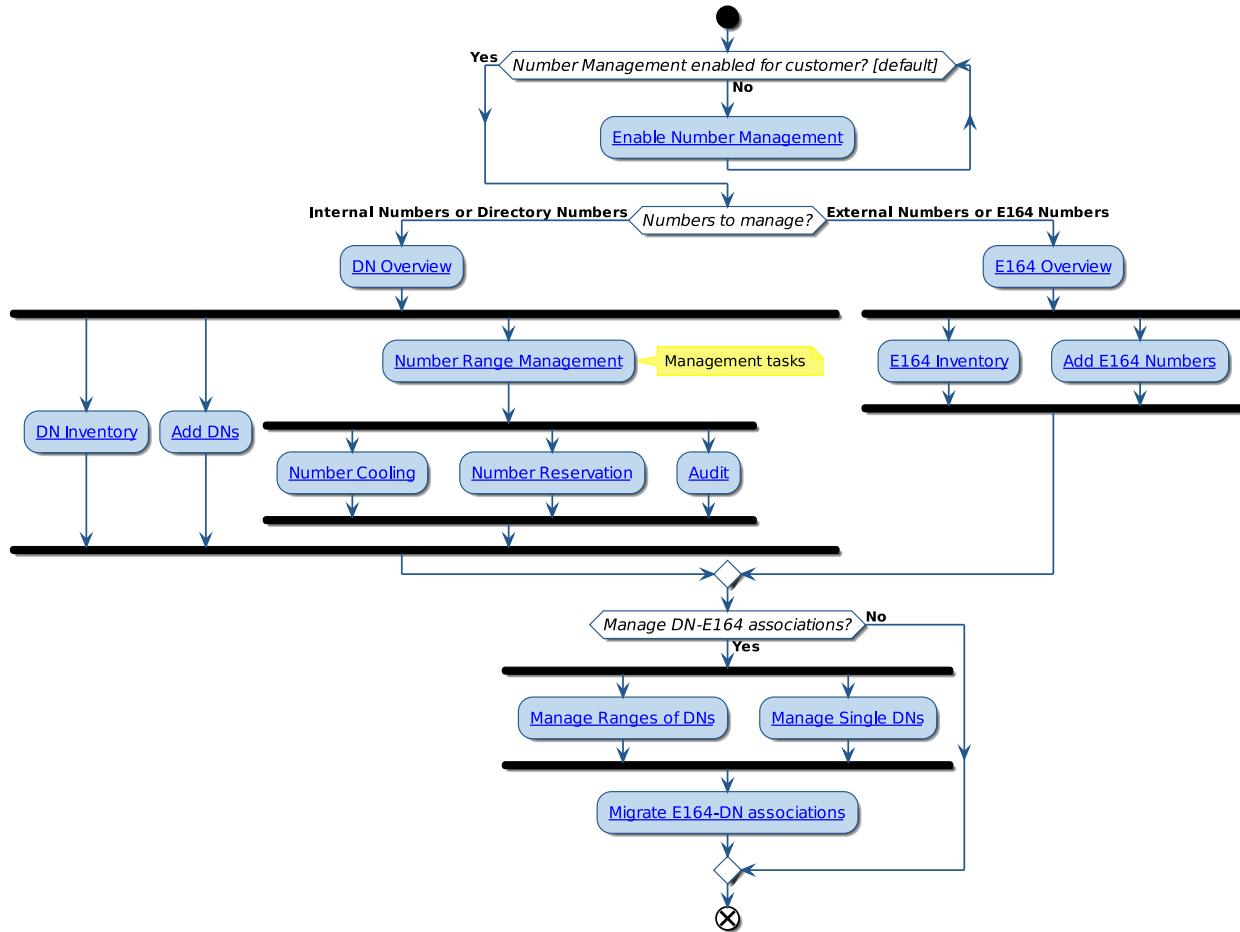 Yes
Number Management enabled for customer? [default]
No
Enable Number Management
Internal Numbers or Directory Numbers
Numbers to manage?
External Numbers or E164 Numbers
DN Overview
E164 Overview
Number Range Management
Management tasks
E164 Inventory
Add E164 Numbers
DN Inventory
Add DNs
Number Cooling
Number Reservation
Audit
Manage DN-E164 associations?
No
Yes
Manage Ranges of DNs
Manage Single DNs
Migrate E164-DN associations